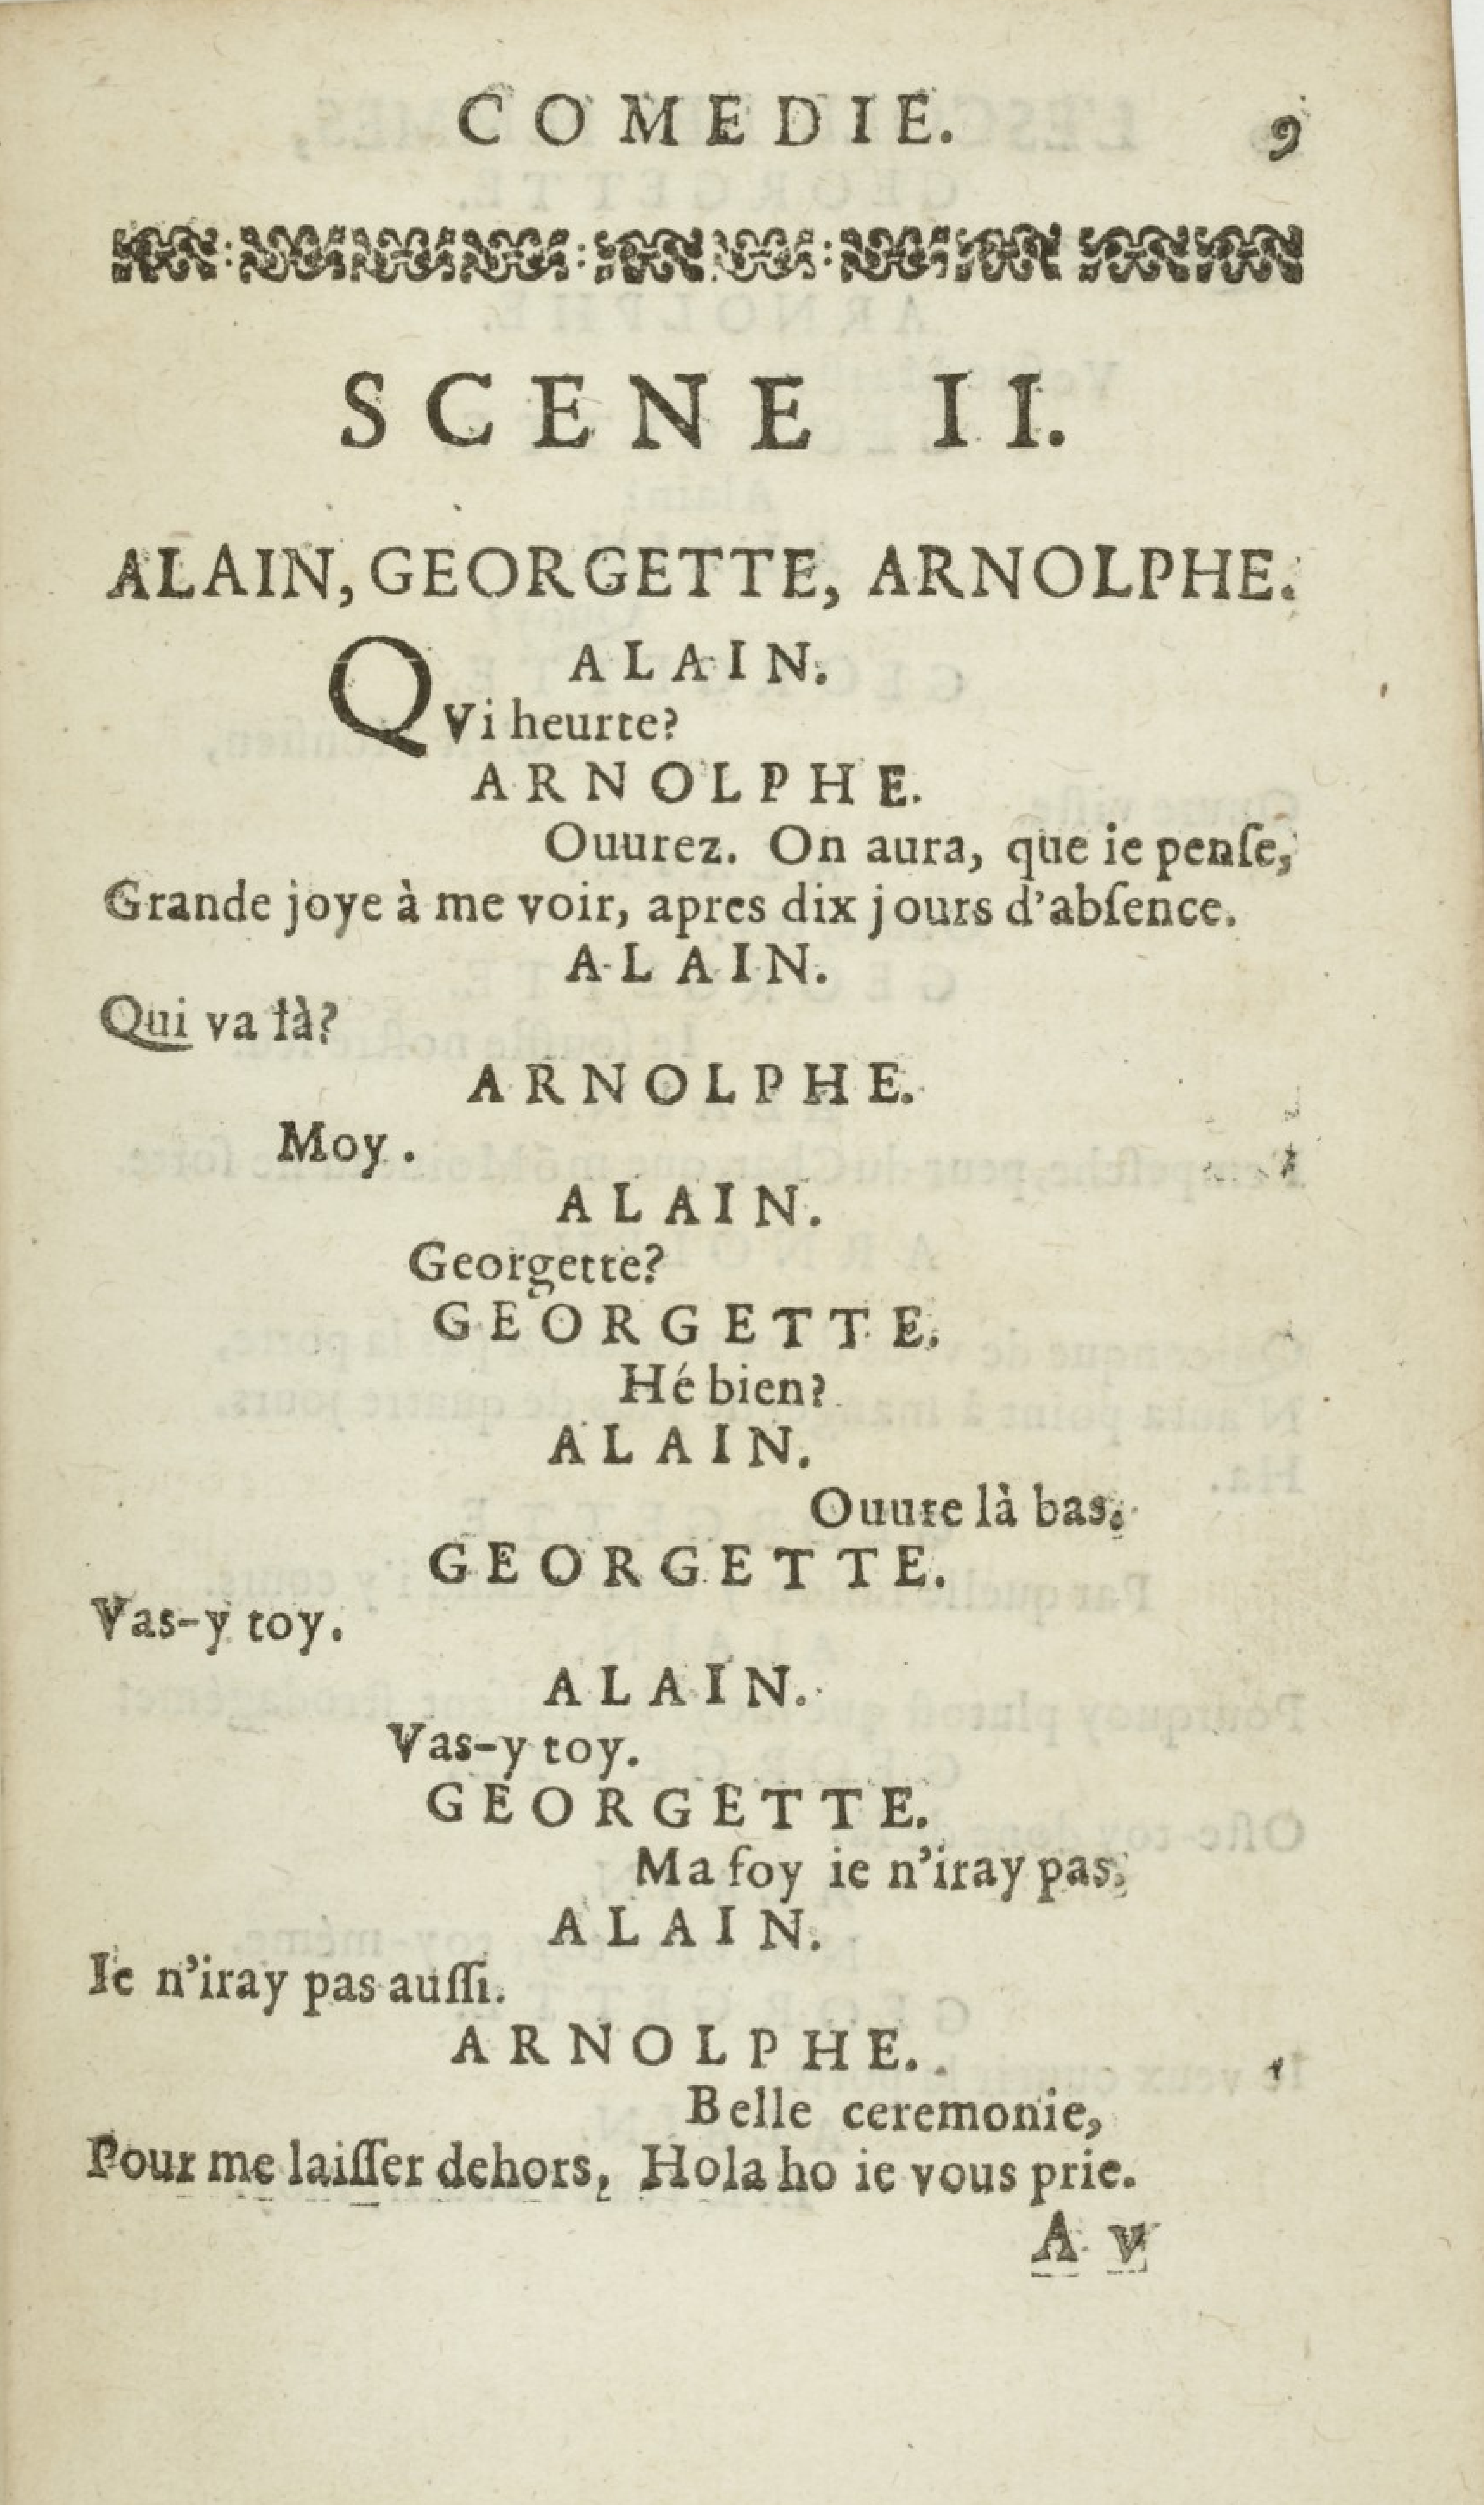 COMEDIE. 9
SCENE II.
ALAIN, GEORGETTE, ARNOLPHE.
ALAIN.
QVi heurte?
ARNOLPHE.
Ouurez. On aura, que ie penſe,
Grande joye à me voir, apres dix jours d'abſence.
ALAIN.
Qui va là?
ARNOLPHE.
Moy.
ALAIN.
Georgette?
GEORGETTE.
Hé bien?
ALAIN.
Ouure là bas.
GEORGETTE.
Vas-y toy.
ALAIN.
Vas-y toy.
GEORGETTE.
Ma foy ie n'iray pas.
ALAIN.
Ie n'iray pas auſſi.
ARNOLPHE.
Belle ceremonie,
Pour me laiſſer dehors, Hola ho ie vous prie.
A v